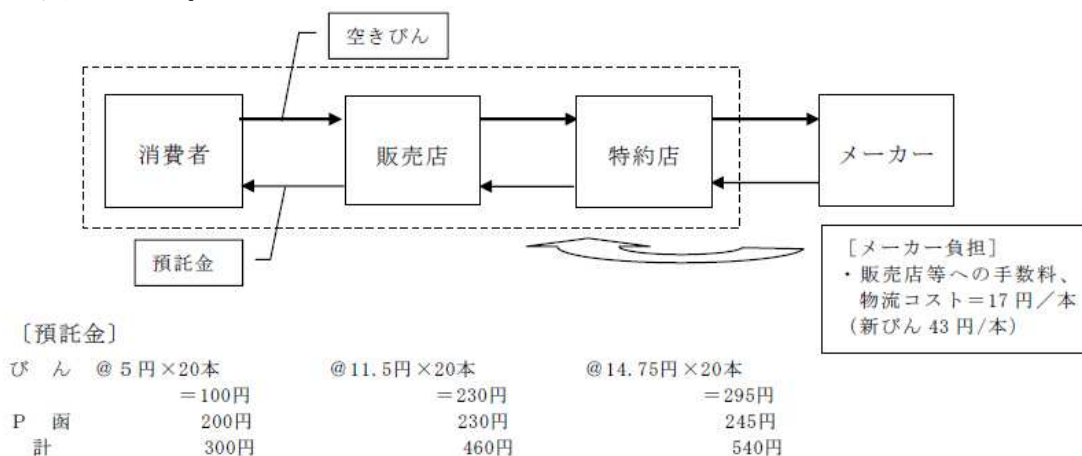 空きびん
消費者
販売店
特約店
メーカー
預託金
[メーカー負担]
・販売店等への手数料、
物流コスト＝17円／本
（新びん 43円/本）
〔預託金〕
びん ＠5円×20本 ＠11.5円×20本 ＠14.75円×20本
＝100円 ＝230円 ＝295円
P函 200円 230円 245円
計 300円 460円 540円